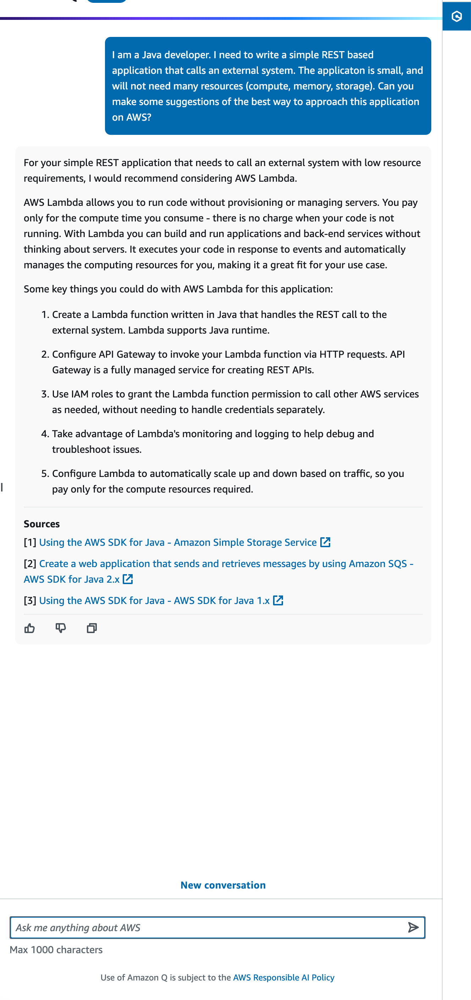 I am a Java developer. I need to write a simple REST based
application that calls an external system. The applicaton is small, and
will not need many resources (compute, memory, storage). Can you
make some suggestions of the best way to approach this application
on AWS?
For your simple REST application that needs to call an external system with low resource
requirements, I would recommend considering AWS Lambda.
AWS Lambda allows you to run code without provisioning or managing servers. You pay
only for the compute time you consume - there is no charge when your code is not
running. With Lambda you can build and run applications and back-end services without
thinking about servers. It executes your code in response to events and automatically
manages the computing resources for you, making it a great fit for your use case.
Some key things you could do with AWS Lambda for this application:
1. Create a Lambda function written in Java that handles the REST call to the
external system. Lambda supports Java runtime.
2. Configure API Gateway to invoke your Lambda function via HTTP requests. API
Gateway is a fully managed service for creating REST APIs.
3. Use IAM roles to grant the Lambda function permission to call other AWS services
as needed, without needing to handle credentials separately.
4. Take advantage of Lambda's monitoring and logging to help debug and
troubleshoot issues.
5. Configure Lambda to automatically scale up and down based on traffic, so you
pay only for the compute resources required.
Sources
[1] Using the AWS SDK for Java - Amazon Simple Storage Service
[2] Create a web application that sends and retrieves messages by using Amazon SQS -
AWS SDK for Java 2.x
[3] Using the AWS SDK for Java - AWS SDK for Java 1.x
New conversation
Ask me anything about AWS
Max 1000 characters
Use of Amazon Q is subject to the AWS Responsible AI Policy